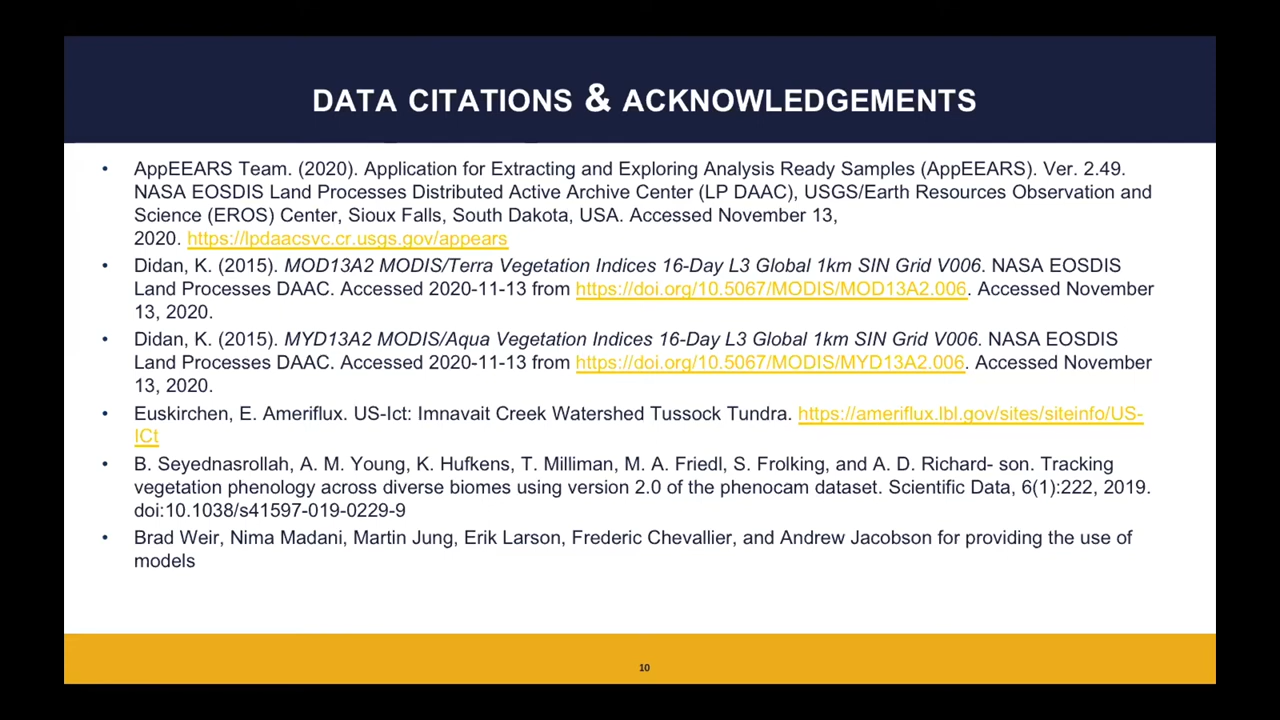 DATA CITATIONS & ACKNOWLEDGEMENTS
• AppEEARS Team. (2020). Application for Extracting and Exploring Analysis Ready Samples (AppEEARS). Ver. 2.49.
NASA EOSDIS Land Processes Distributed Active Archive Center (LP DAAC), USGS/Earth Resources Observation and
Science (EROS) Center, Sioux Falls, South Dakota, USA. Accessed November 13,
2020. https://lpdaacsvc.cr.usgs.gov/appears
• Didan, K. (2015). MOD13A2 MODIS/Terra Vegetation Indices 16-Day L3 Global 1km SIN Grid V006. NASA EOSDIS
Land Processes DAAC. Accessed 2020-11-13 from https://doi.org/10.5067/MODIS/MOD13A2.006. Accessed November
13, 2020.
• Didan, K. (2015). MYD13A2 MODIS/Aqua Vegetation Indices 16-Day L3 Global 1km SIN Grid V006. NASA EOSDIS
Land Processes DAAC. Accessed 2020-11-13 from https://doi.org/10.5067/MODIS/MYD13A2.006. Accessed November
13, 2020.
• Euskirchen, E. Ameriflux. US-Ict: Imnavait Creek Watershed Tussock Tundra. https://ameriflux.lbl.gov/sites/siteinfo/US-
ICt
• B. Seyednasrollah, A. M. Young, K. Hufkens, T. Milliman, M. A. Friedl, S. Frolking, and A. D. Richard- son. Tracking
vegetation phenology across diverse biomes using version 2.0 of the phenocam dataset. Scientific Data, 6(1):222, 2019.
doi:10.1038/s41597-019-0229-9
• Brad Weir, Nima Madani, Martin Jung, Erik Larson, Frederic Chevallier, and Andrew Jacobson for providing the use of
models
10